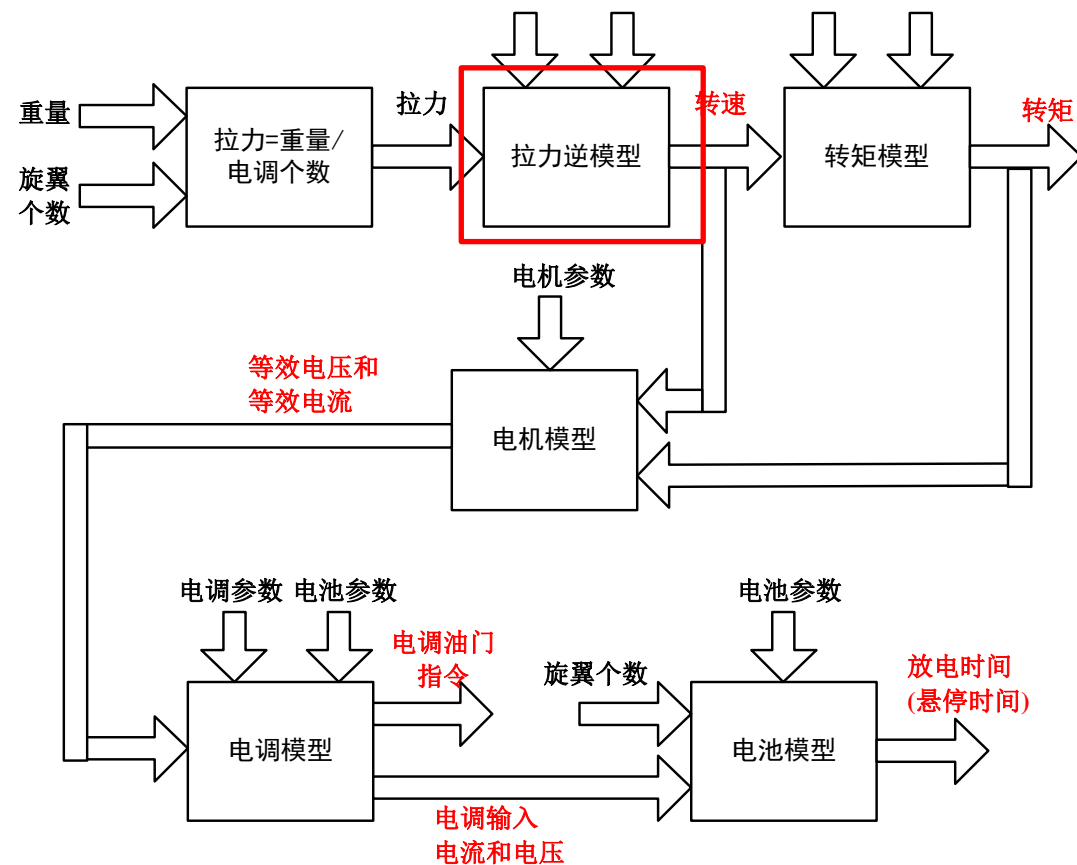 重量
旋翼
个数
拉力=重量/
电调个数
拉力
拉力逆模型
转速
转矩模型
转矩
电机参数
等效电压和
等效电流
电机模型
电调参数
电池参数
电调油门
指令
电调模型
电调输入
电流和电压
旋翼个数
电池参数
电池模型
放电时间
(悬停时间)